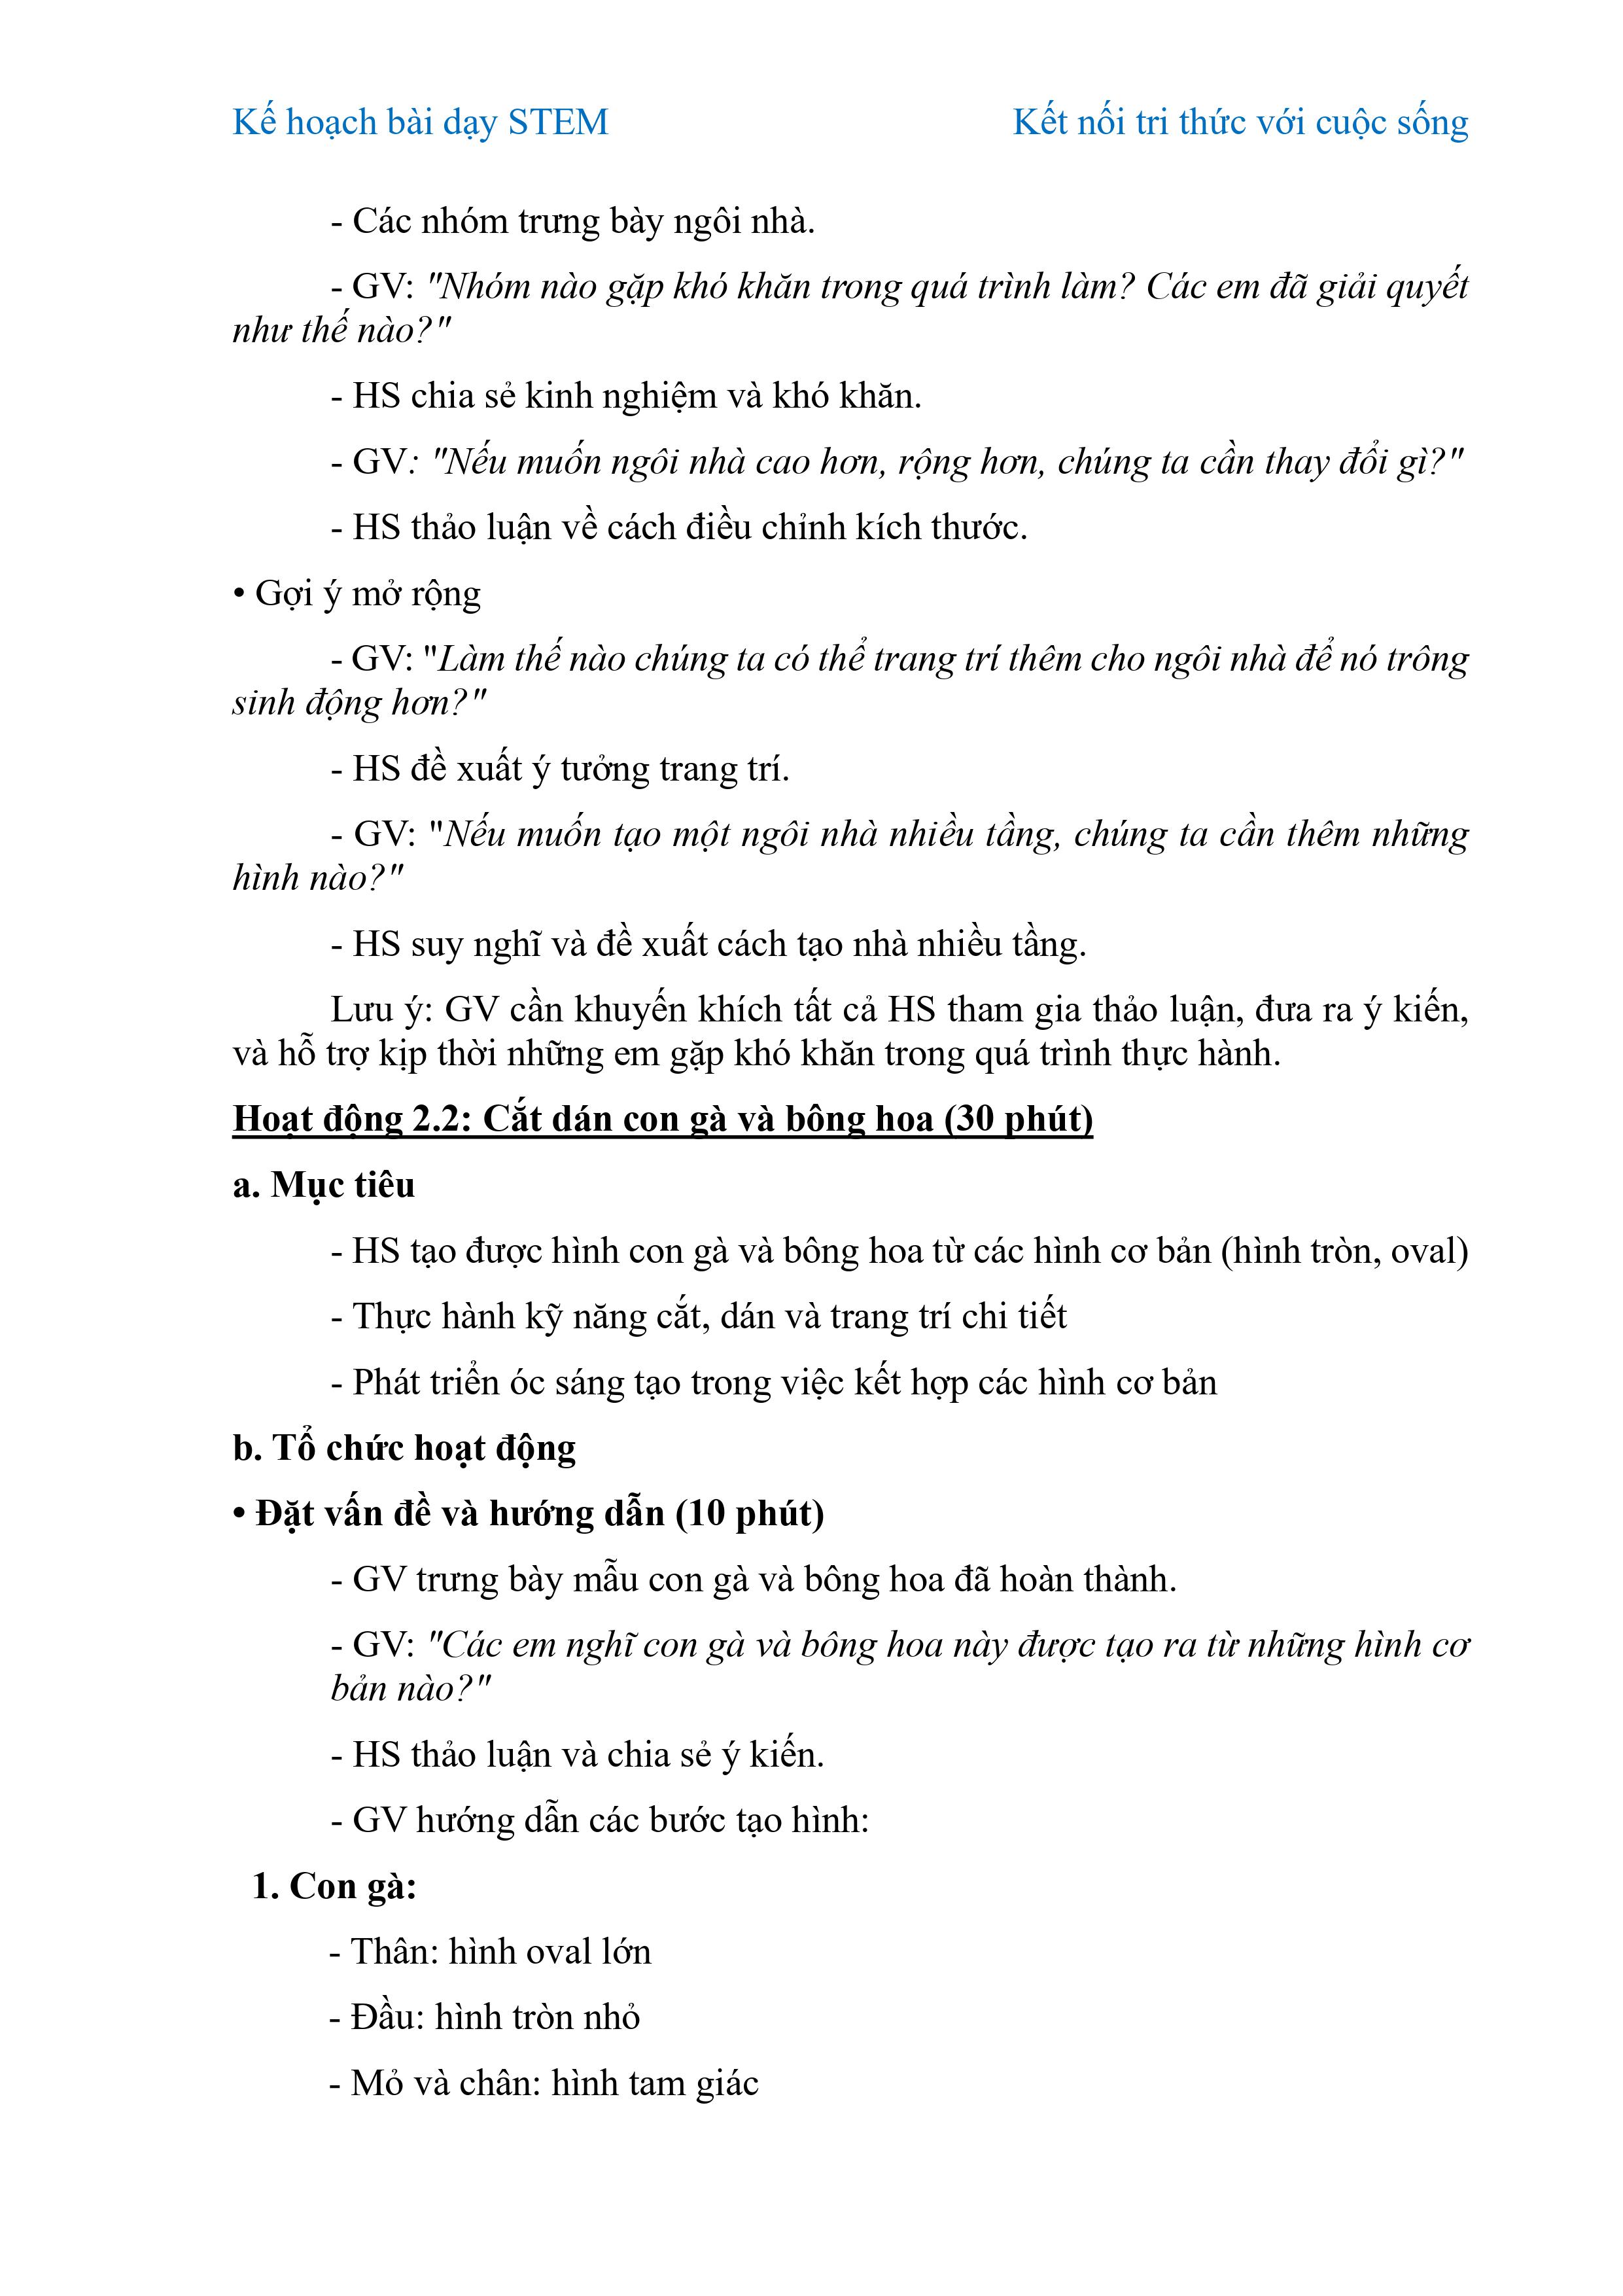 Kế hoạch bài dạy STEM Kết nối tri thức với cuộc sống
- Các nhóm trưng bày ngôi nhà.
- GV: "Nhóm nào gặp khó khăn trong quá trình làm? Các em đã giải quyết
như thế nào?"
- HS chia sẻ kinh nghiệm và khó khăn.
- GV: "Nếu muốn ngôi nhà cao hơn, rộng hơn, chúng ta cần thay đổi gì?"
- HS thảo luận về cách điều chỉnh kích thước.
• Gợi ý mở rộng
- GV: "Làm thế nào chúng ta có thể trang trí thêm cho ngôi nhà để nó trông
sinh động hơn?"
- HS đề xuất ý tưởng trang trí.
- GV: "Nếu muốn tạo một ngôi nhà nhiều tầng, chúng ta cần thêm những
hình nào?"
- HS suy nghĩ và đề xuất cách tạo nhà nhiều tầng.
Lưu ý: GV cần khuyến khích tất cả HS tham gia thảo luận, đưa ra ý kiến,
và hỗ trợ kịp thời những em gặp khó khăn trong quá trình thực hành.
Hoạt động 2.2: Cắt dán con gà và bông hoa (30 phút)
a. Mục tiêu
- HS tạo được hình con gà và bông hoa từ các hình cơ bản (hình tròn, oval)
- Thực hành kỹ năng cắt, dán và trang trí chi tiết
- Phát triển óc sáng tạo trong việc kết hợp các hình cơ bản
b. Tổ chức hoạt động
• Đặt vấn đề và hướng dẫn (10 phút)
- GV trưng bày mẫu con gà và bông hoa đã hoàn thành.
- GV: "Các em nghĩ con gà và bông hoa này được tạo ra từ những hình cơ
bản nào?"
- HS thảo luận và chia sẻ ý kiến.
- GV hướng dẫn các bước tạo hình:
1. Con gà:
- Thân: hình oval lớn
- Đầu: hình tròn nhỏ
- Mỏ và chân: hình tam giác